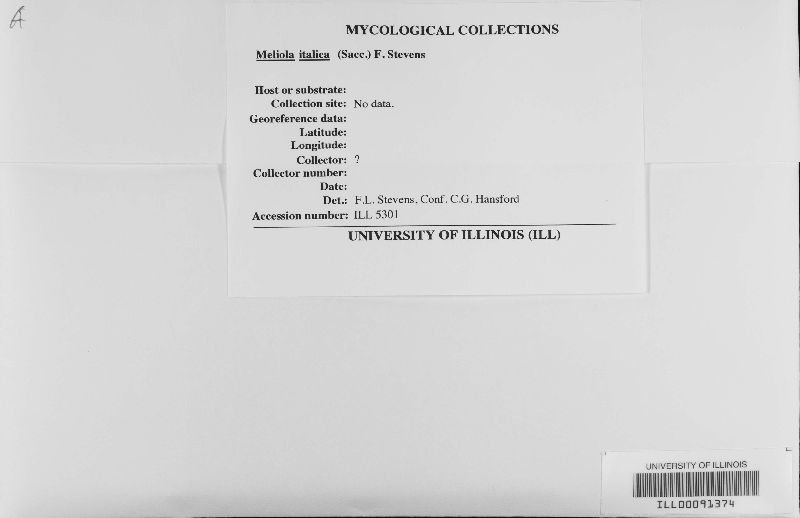 A
MYCOLOGICAL COLLECTIONS
Meliola italica (Sacc.) F. Stevens
Host or substrate:
Collection site: No data.
Georeference data:
Latitude:
Longitude:
Collector: ?
Collector number:
Date:
Det.: F.L. Stevens, Conf. C.G. Hansford
Accession number: ILL 5301
UNIVERSITY OF ILLINOIS (ILL)
UNIVERSITY OF ILLINOIS
ILL00091374